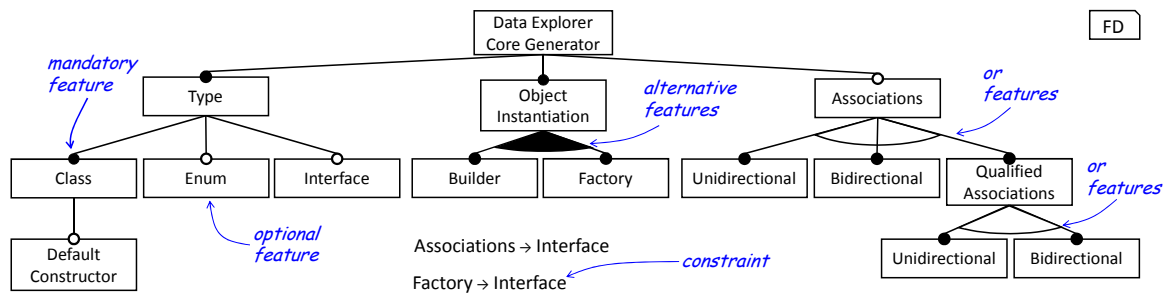 Data Explorer
Core Generator
FD
mandatory
feature
Type
Object
Instantiation
alternative
features
Associations
or
features
Class
Enum
Interface
Builder
Factory
Unidirectional
Bidirectional
Qualified
Associations
or
features
Default
Constructor
optional
feature
Associations → Interface
Factory → Interface
constraint
Unidirectional
Bidirectional